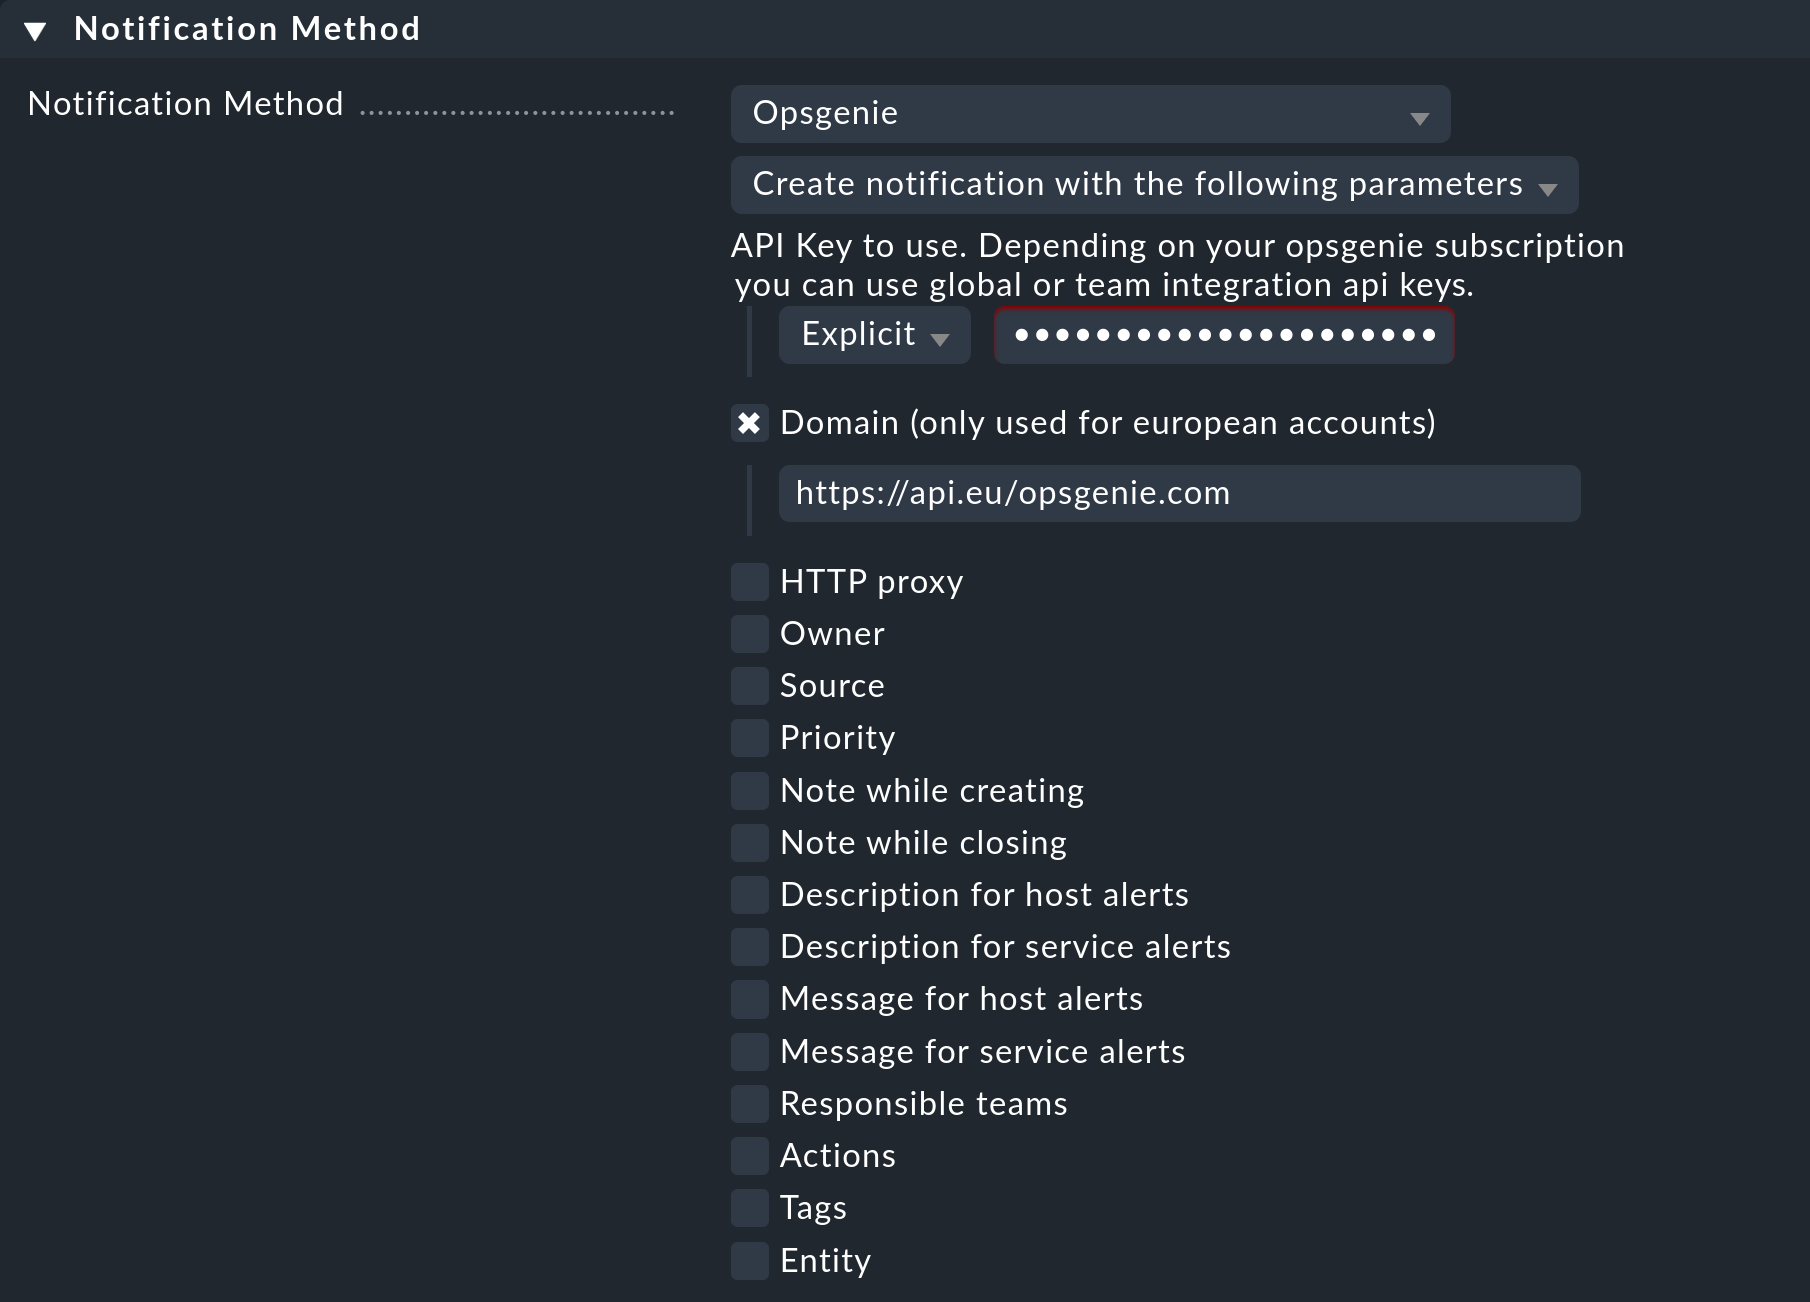 Notification Method
Notification Method
Opsgenie
Create notification with the following parameters
API Key to use. Depending on your opsgenie subscription
you can use global or team integration api keys.
Explicit •••••••••••••••••••••
Domain (only used for european accounts)
https://api.eu/opsgenie.com
HTTP proxy
Owner
Source
Priority
Note while creating
Note while closing
Description for host alerts
Description for service alerts
Message for host alerts
Message for service alerts
Responsible teams
Actions
Tags
Entity